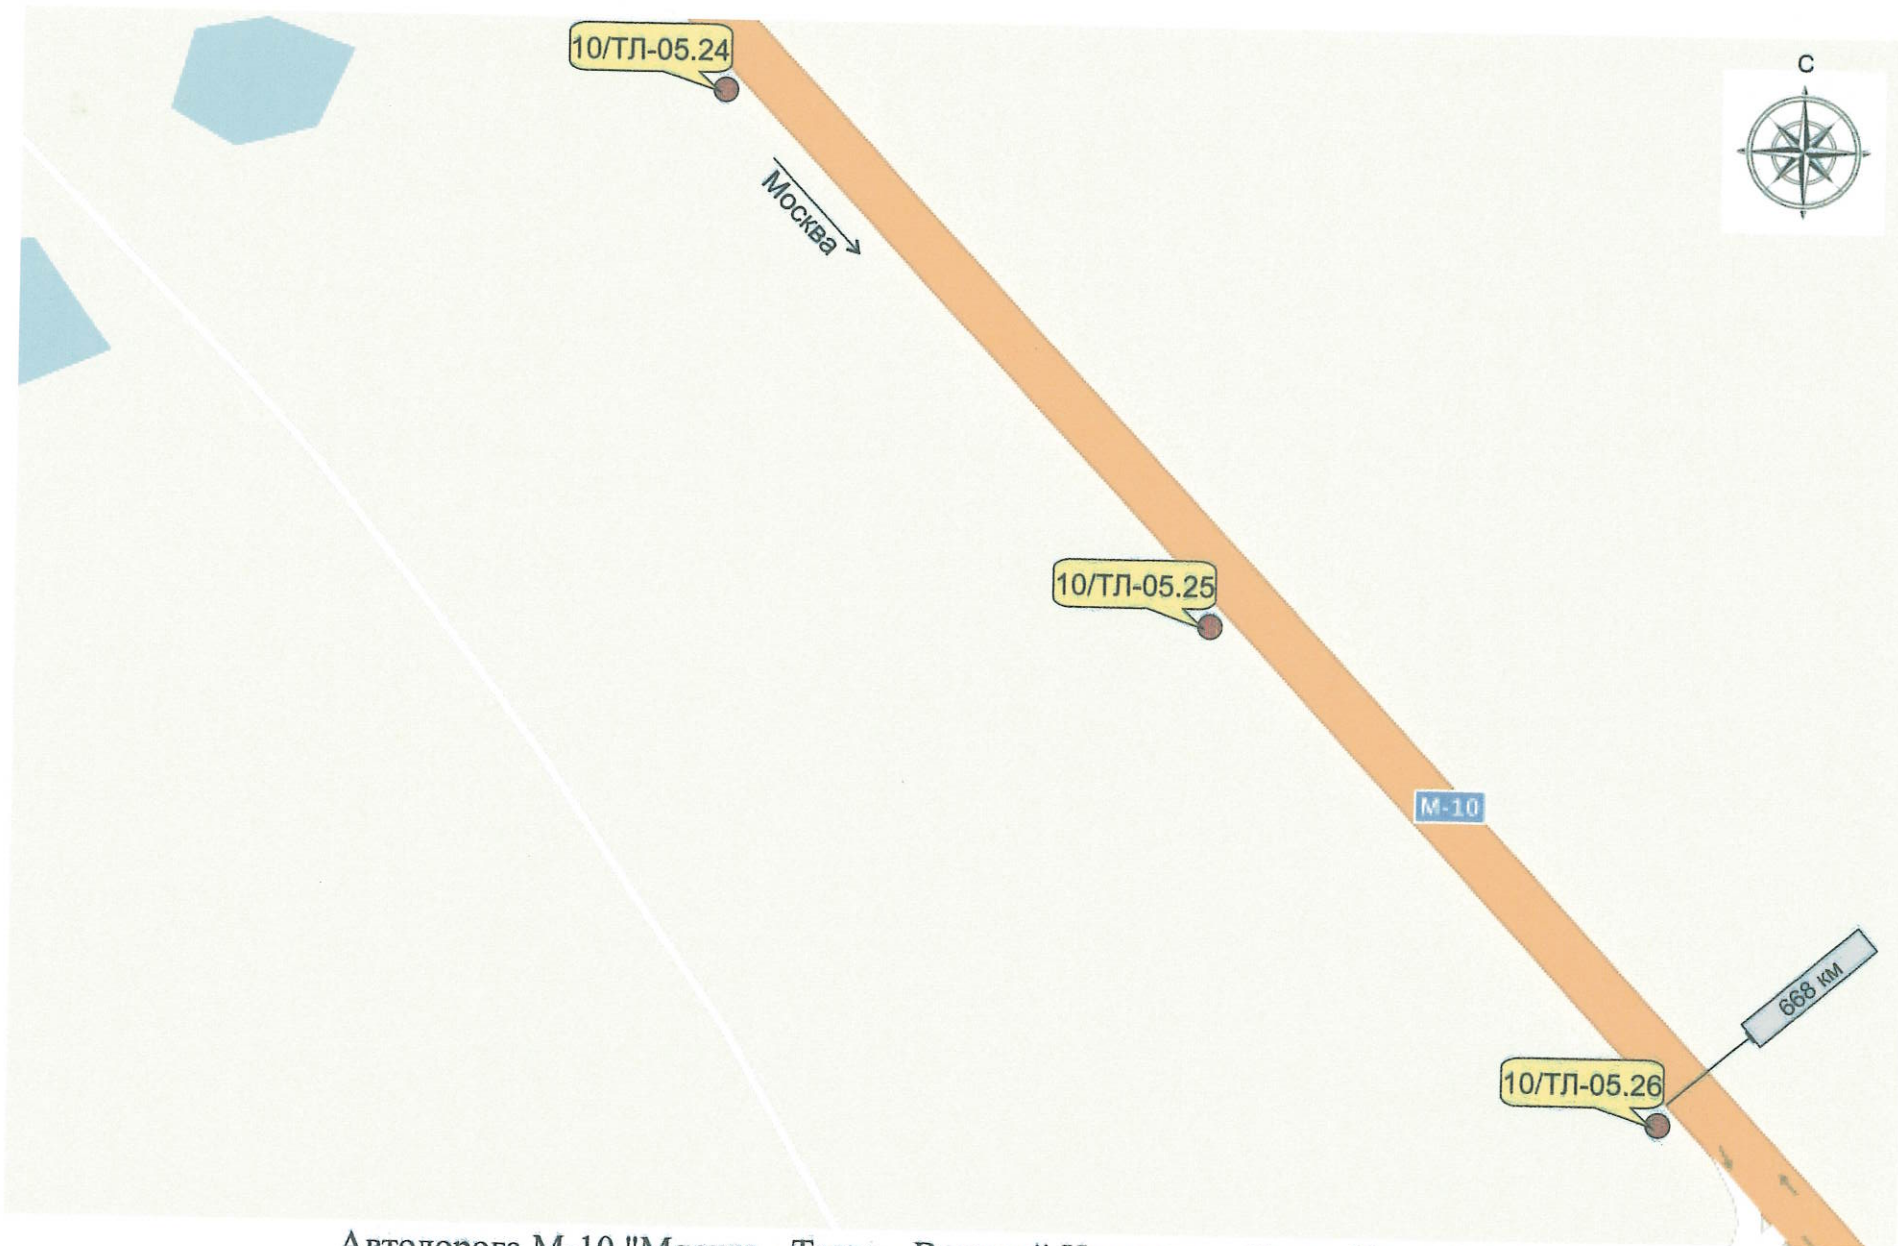 10/ТЛ-05.24
С
Москва
10/ТЛ-05.25
М-10
668 км
10/ТЛ-05.26
Автодорога М-10 "Москва - Тверь -